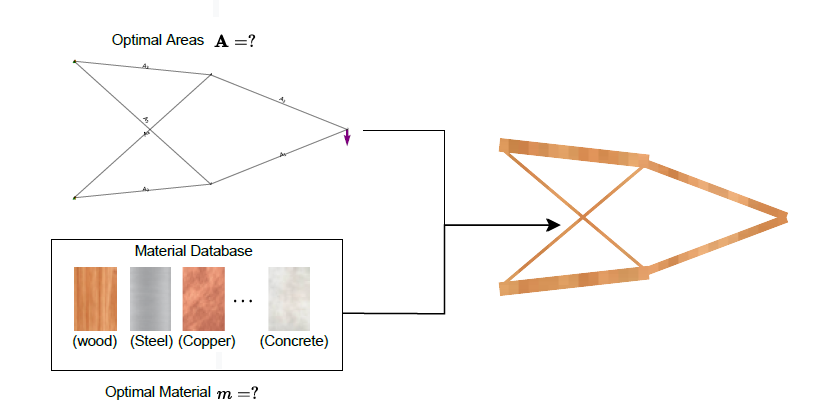 Optimal Areas A =?
Material Database
...
(wood) (Steel) (Copper) (Concrete)
Optimal Material m =?